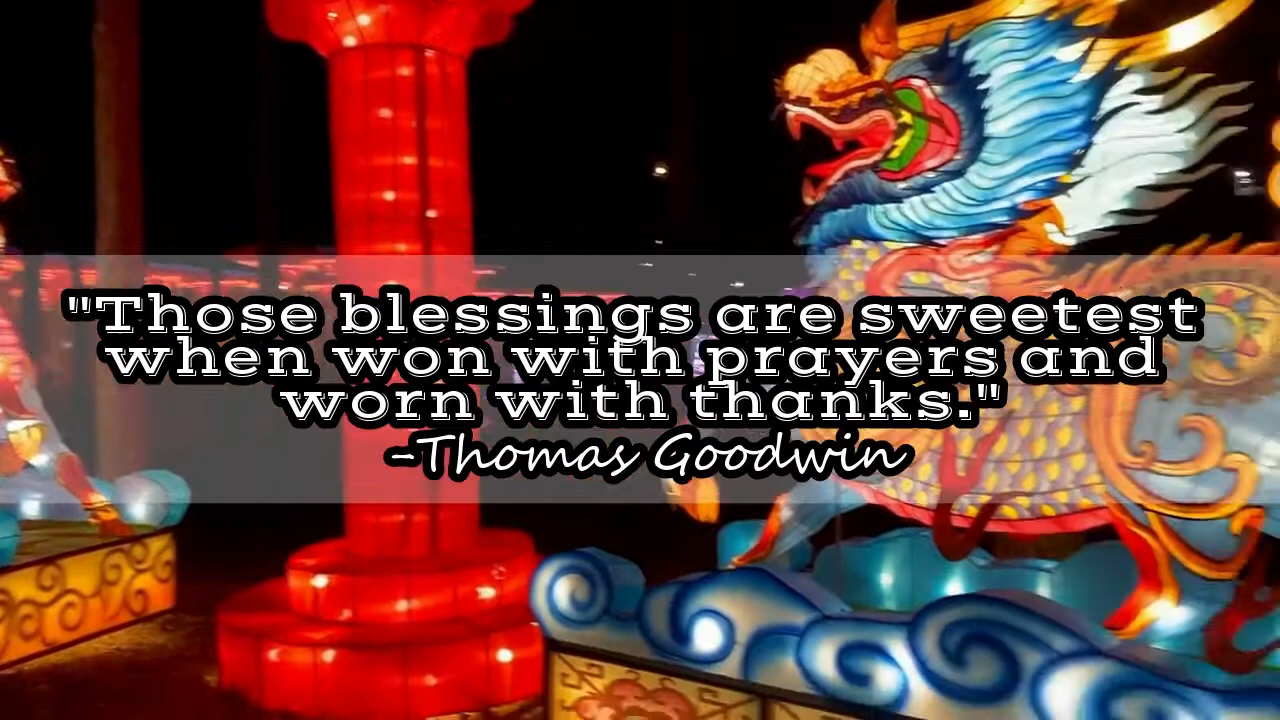 "Those blessings are sweetest
when won with prayers and
worn with thanks."
-Thomas Goodwin